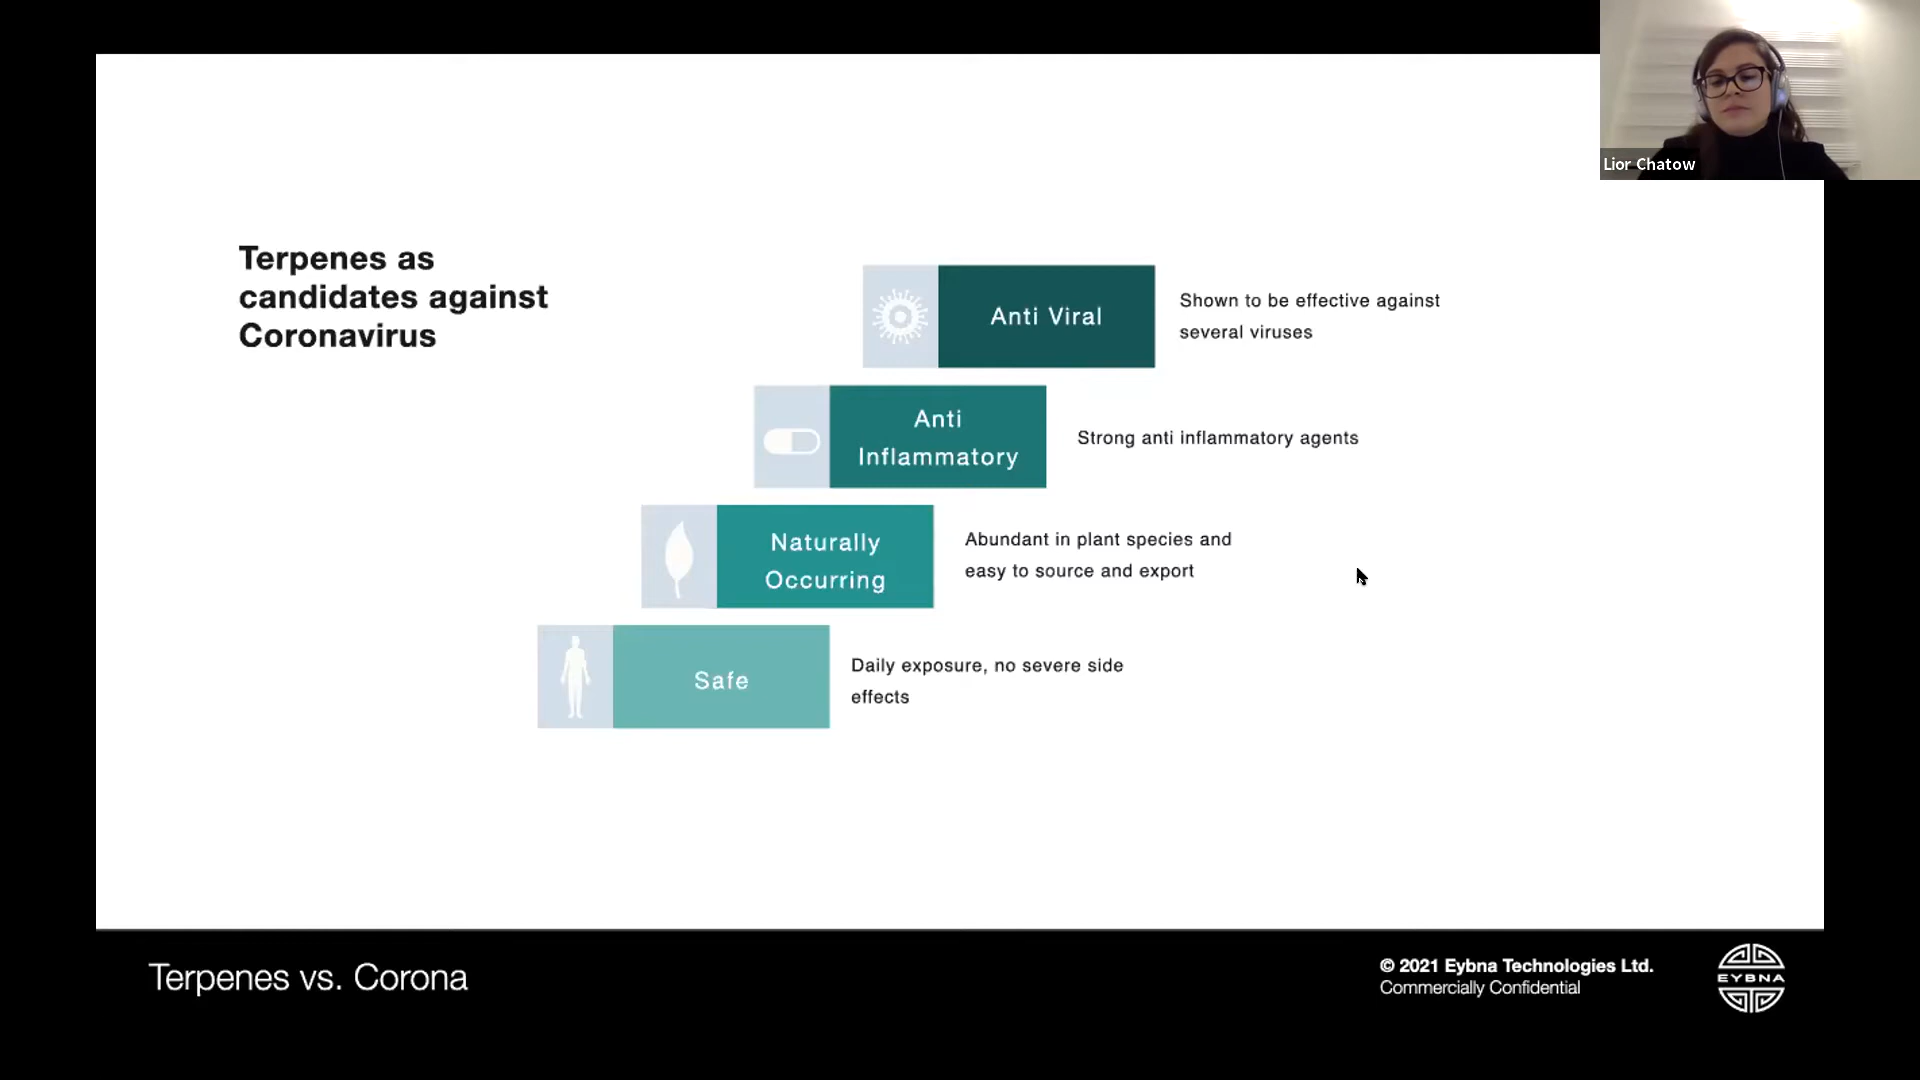 Lior Chatow
Terpenes as
candidates against
Coronavirus
Anti Viral
Shown to be effective against
several viruses
Anti
Inflammatory
Strong anti inflammatory agents
Naturally
Occurring
Abundant in plant species and
easy to source and export
Safe
Daily exposure, no severe side
effects
Terpenes vs. Corona
© 2021 Eybna Technologies Ltd.
Commercially Confidential
EYBNA